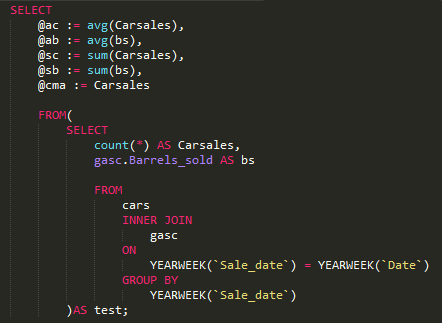 SELECT
@ac := avg(Carsales),
@ab := avg(bs),
@sc := sum(Carsales),
@sb := sum(bs),
@cma := Carsales
FROM(
SELECT
count(*) AS Carsales,
gasc.Barrels_sold AS bs
FROM
cars
INNER JOIN
gasc
ON
YEARWEEK(`Sale_date`) = YEARWEEK(`Date`)
GROUP BY
YEARWEEK(`Sale_date`)
)AS test;